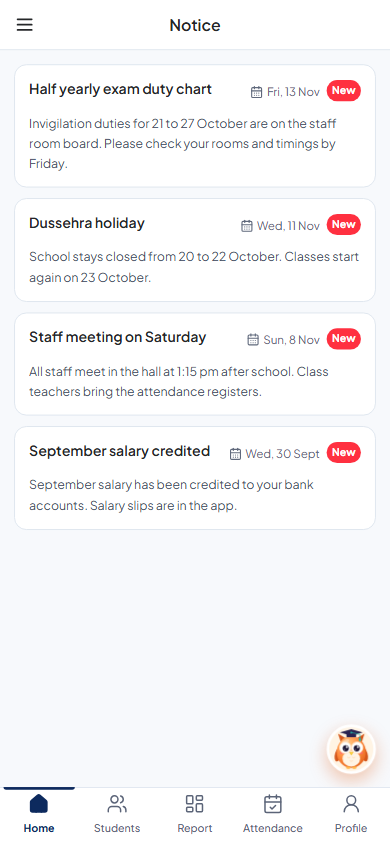 Notice
Half yearly exam duty chart
Fri, 13 Nov
New
Invigilation duties for 21 to 27 October are on the staff
room board. Please check your rooms and timings by
Friday.
Dussehra holiday
Wed, 11 Nov
New
School stays closed from 20 to 22 October. Classes start
again on 23 October.
Staff meeting on Saturday
Sun, 8 Nov
New
All staff meet in the hall at 1:15 pm after school. Class
teachers bring the attendance registers.
September salary credited
Wed, 30 Sept
New
September salary has been credited to your bank
accounts. Salary slips are in the app.
Home
Students
Report
Attendance
Profile